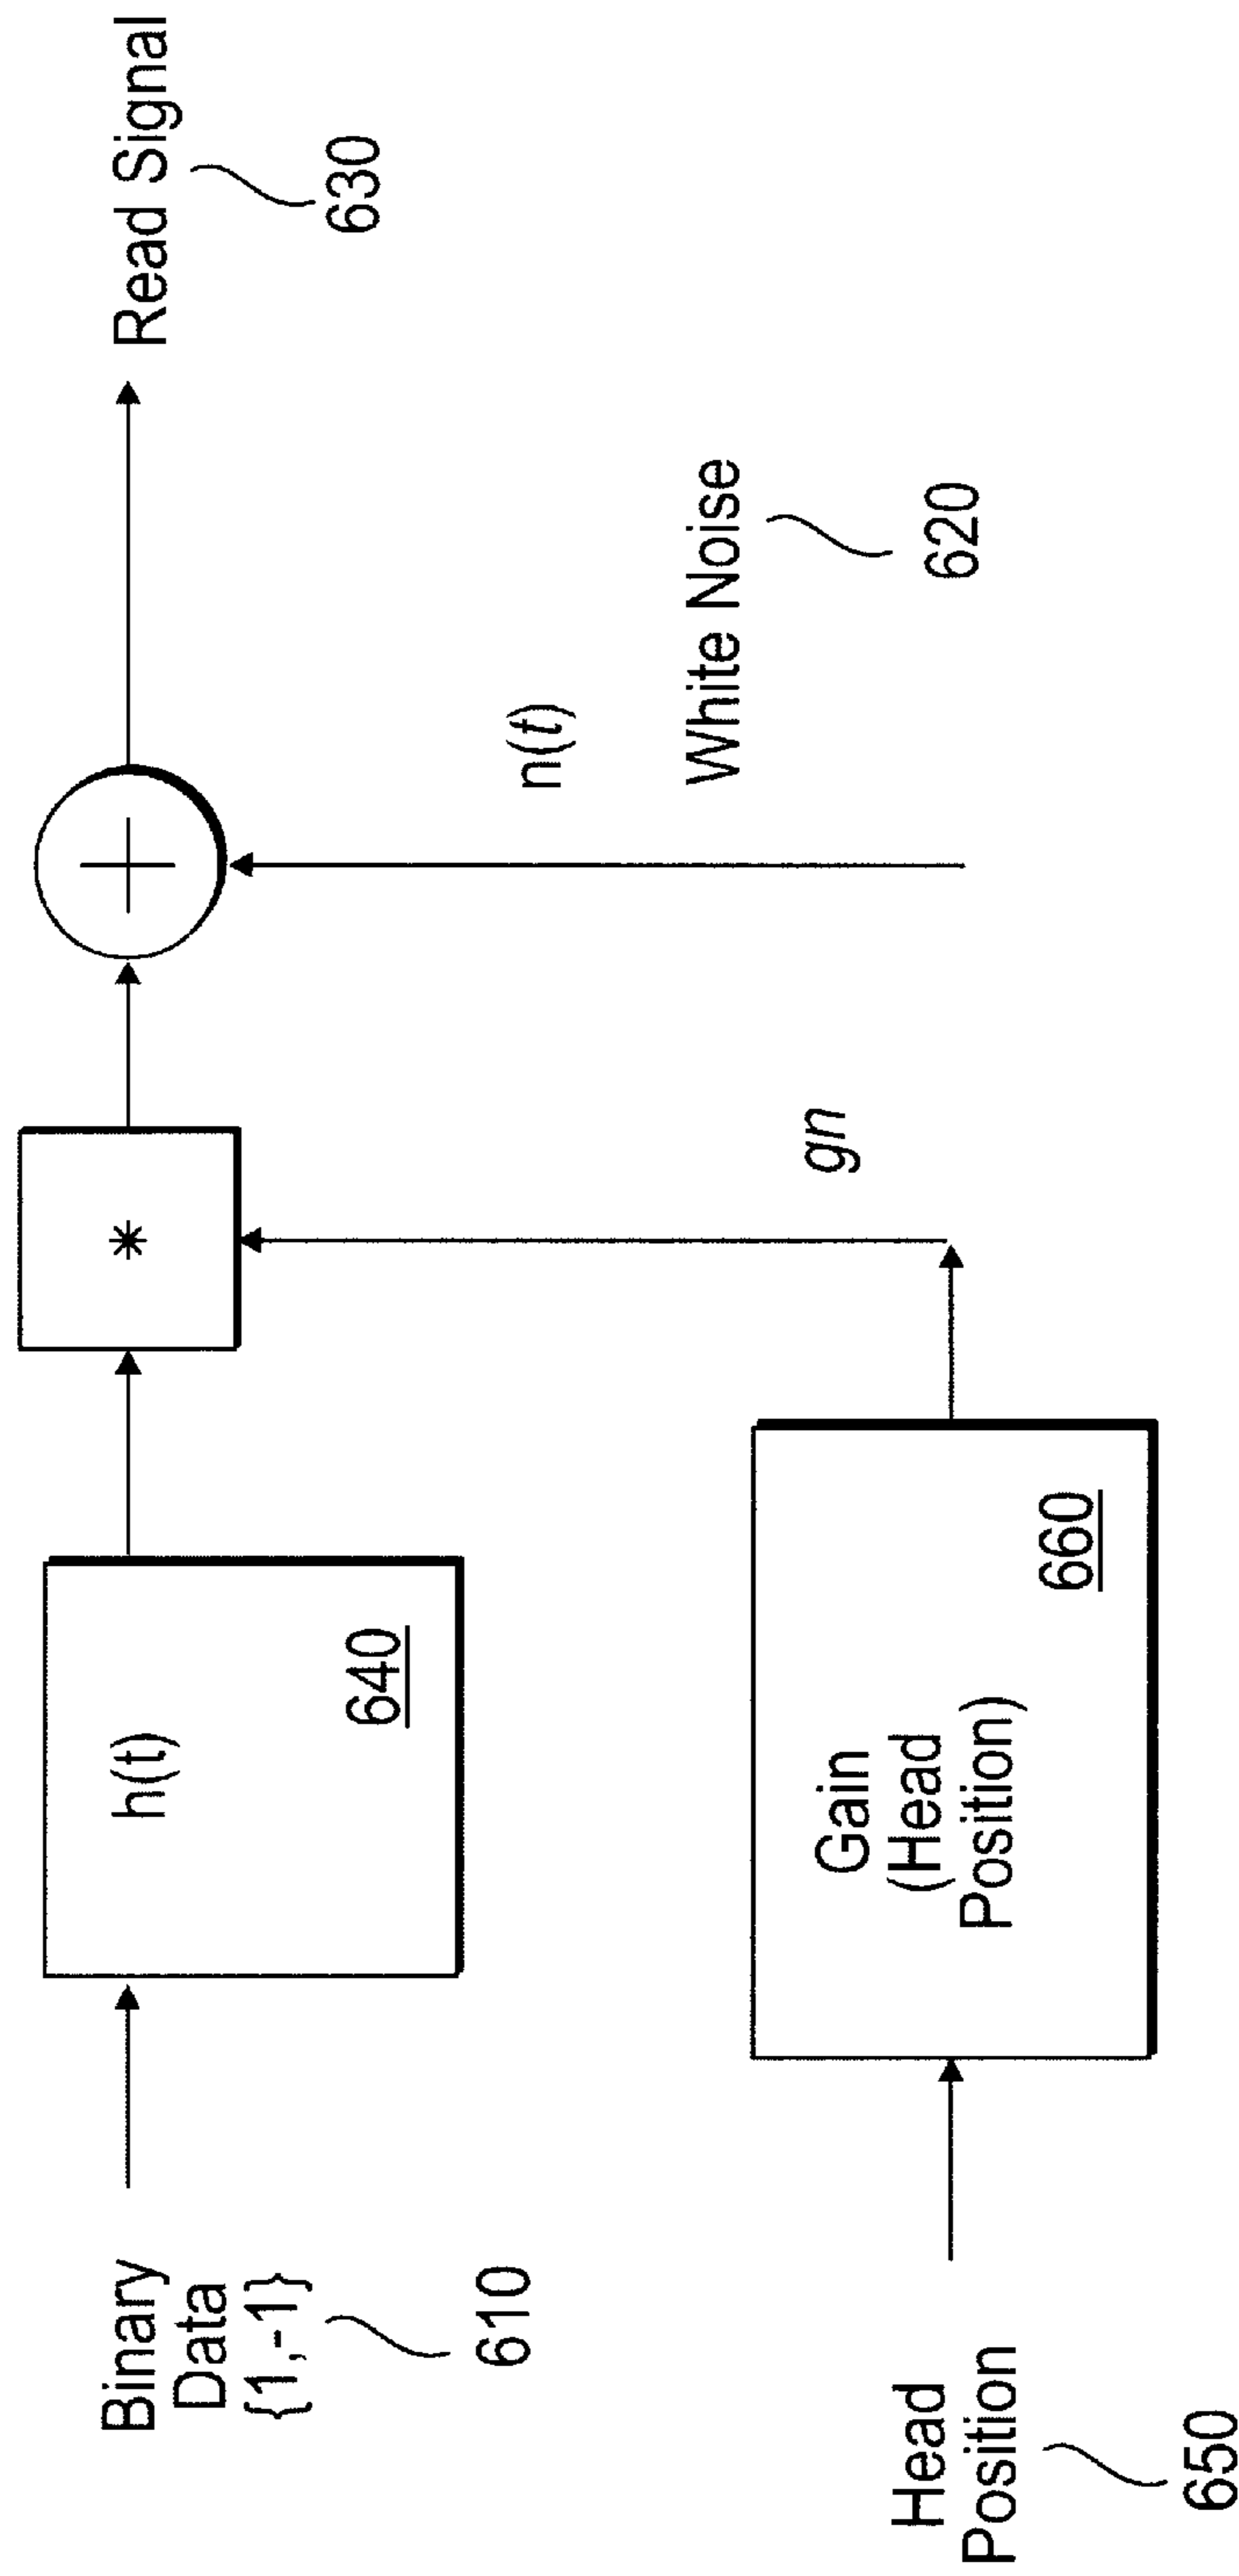 Binary
Data
{1,-1}
610
h(t)
640
*
+
Read Signal
630
Head
Position
650
Gain
(Head
Position)
660
gn
n(t)
White Noise
620